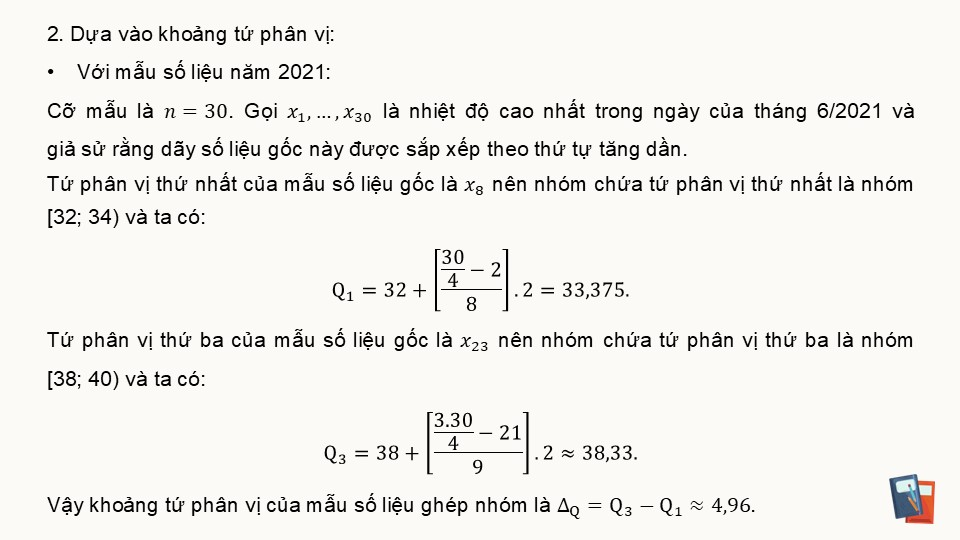 2. Dựa vào khoảng tứ phân vị:
• Với mẫu số liệu năm 2021:
Cỡ mẫu là n = 30. Gọi x₁, … , x₃₀ là nhiệt độ cao nhất trong ngày của tháng 6/2021 và
giả sử rằng dãy số liệu gốc này được sắp xếp theo thứ tự tăng dần.
Tứ phân vị thứ nhất của mẫu số liệu gốc là x₈ nên nhóm chứa tứ phân vị thứ nhất là nhóm
[32; 34) và ta có:
Q₁ = 32 + [(30/4 − 2)/8] . 2 = 33,375.
Tứ phân vị thứ ba của mẫu số liệu gốc là x₂₃ nên nhóm chứa tứ phân vị thứ ba là nhóm
[38; 40) và ta có:
Q₃ = 38 + [(3.30/4 − 21)/9] . 2 ≈ 38,33.
Vậy khoảng tứ phân vị của mẫu số liệu ghép nhóm là Δ_Q = Q₃ − Q₁ ≈ 4,96.